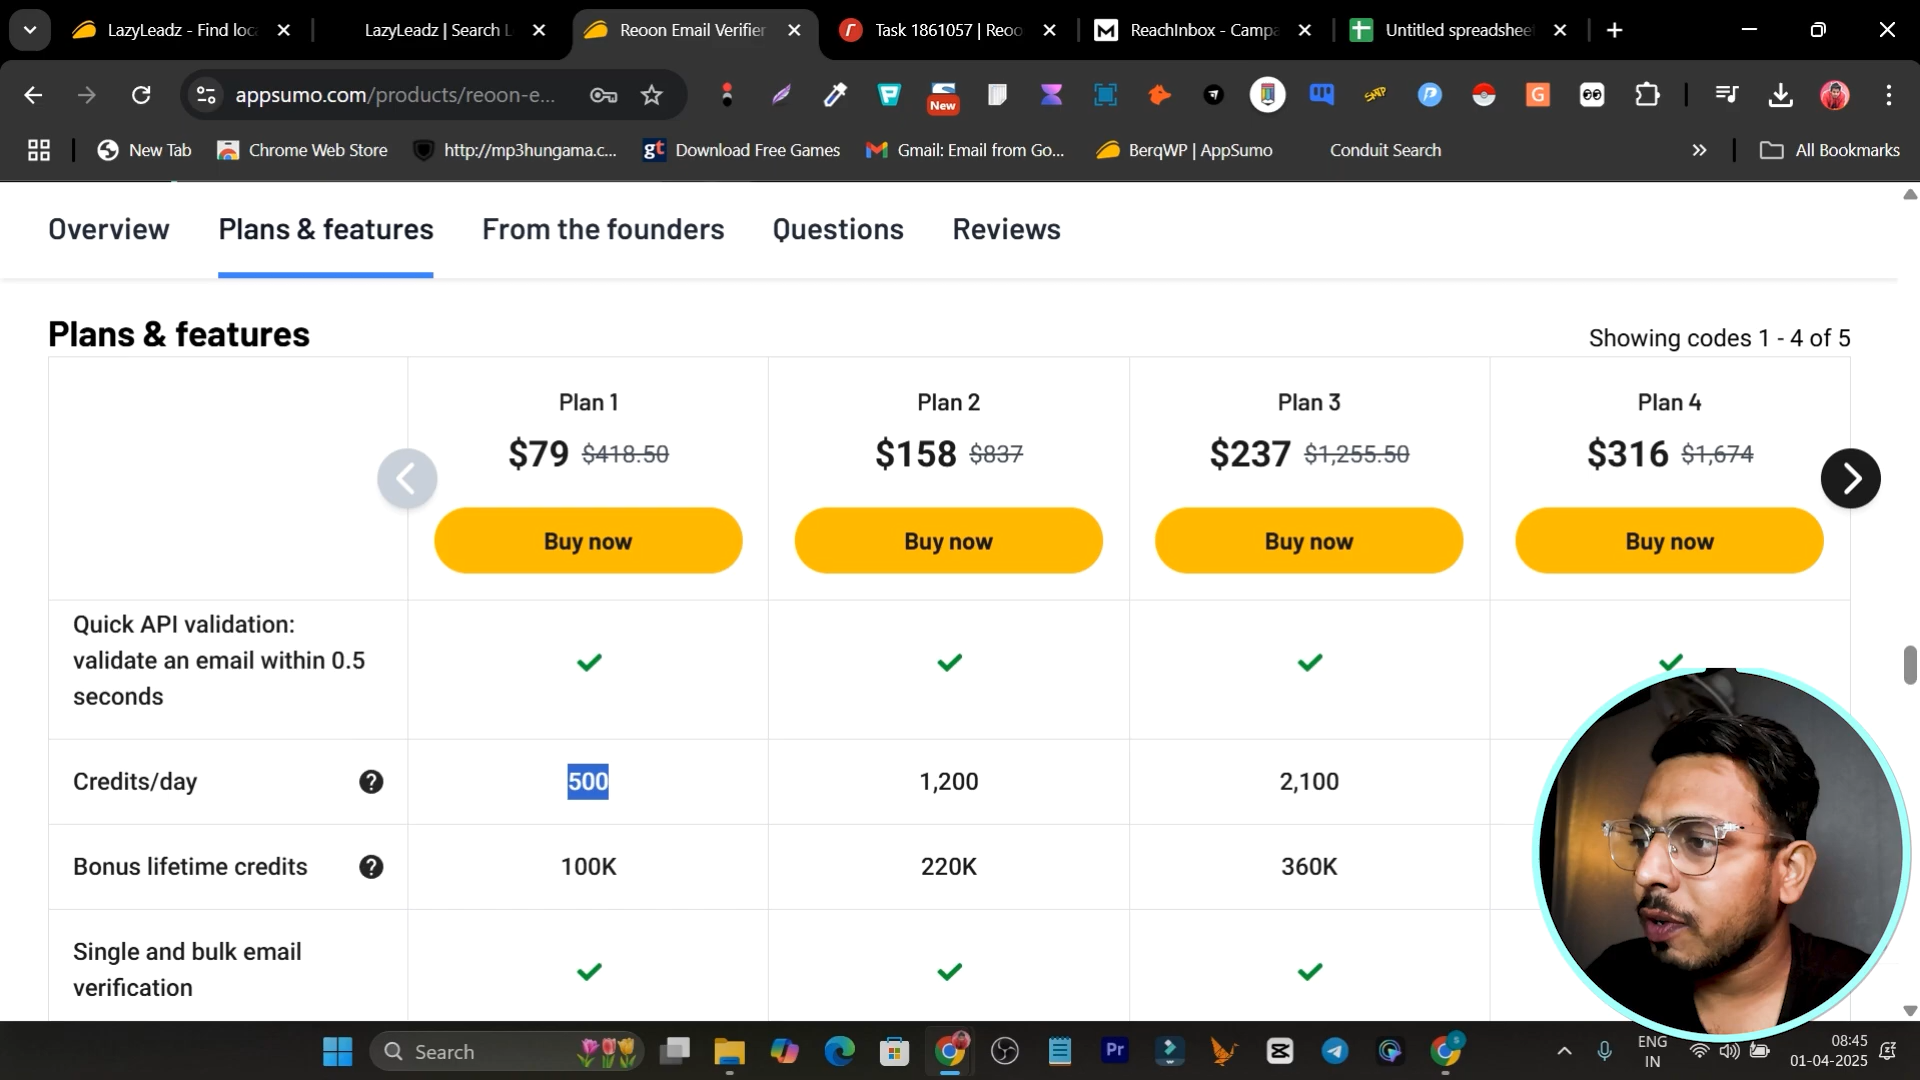 LazyLeadz - Find loc
LazyLeadz | Search L
Reoon Email Verifier
Task 1861057 | Reoo
ReachInbox - Campa
Untitled spreadshee
appsumo.com/products/reoon-e...
New
New Tab
Chrome Web Store
http://mp3hungama.c...
gt
Download Free Games
Gmail: Email from Go...
BerqWP | AppSumo
Conduit Search
All Bookmarks
Overview
Plans & features
From the founders
Questions
Reviews
Plans & features
Showing codes 1 - 4 of 5
Plan 1
Plan 2
Plan 3
Plan 4
$79 $418.50
$158 $837
$237 $1,255.50
$316 $1,674
Buy now
Buy now
Buy now
Buy now
Quick API validation:
validate an email within 0.5
seconds
Credits/day
500
1,200
2,100
Bonus lifetime credits
100K
220K
360K
Single and bulk email
verification
Search
Pr
ENG
IN
08:45
01-04-2025